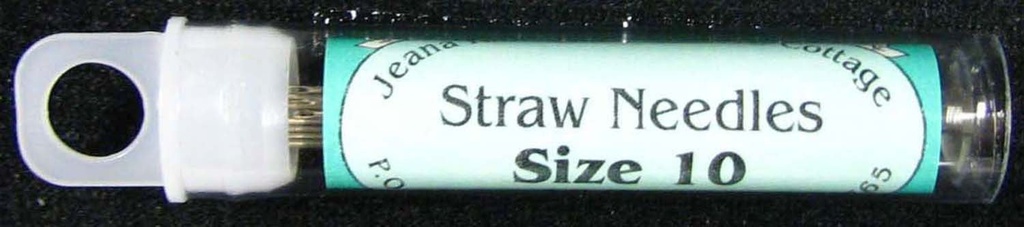 Jeana Cottage
Straw Needles
Size 10
P.O 65